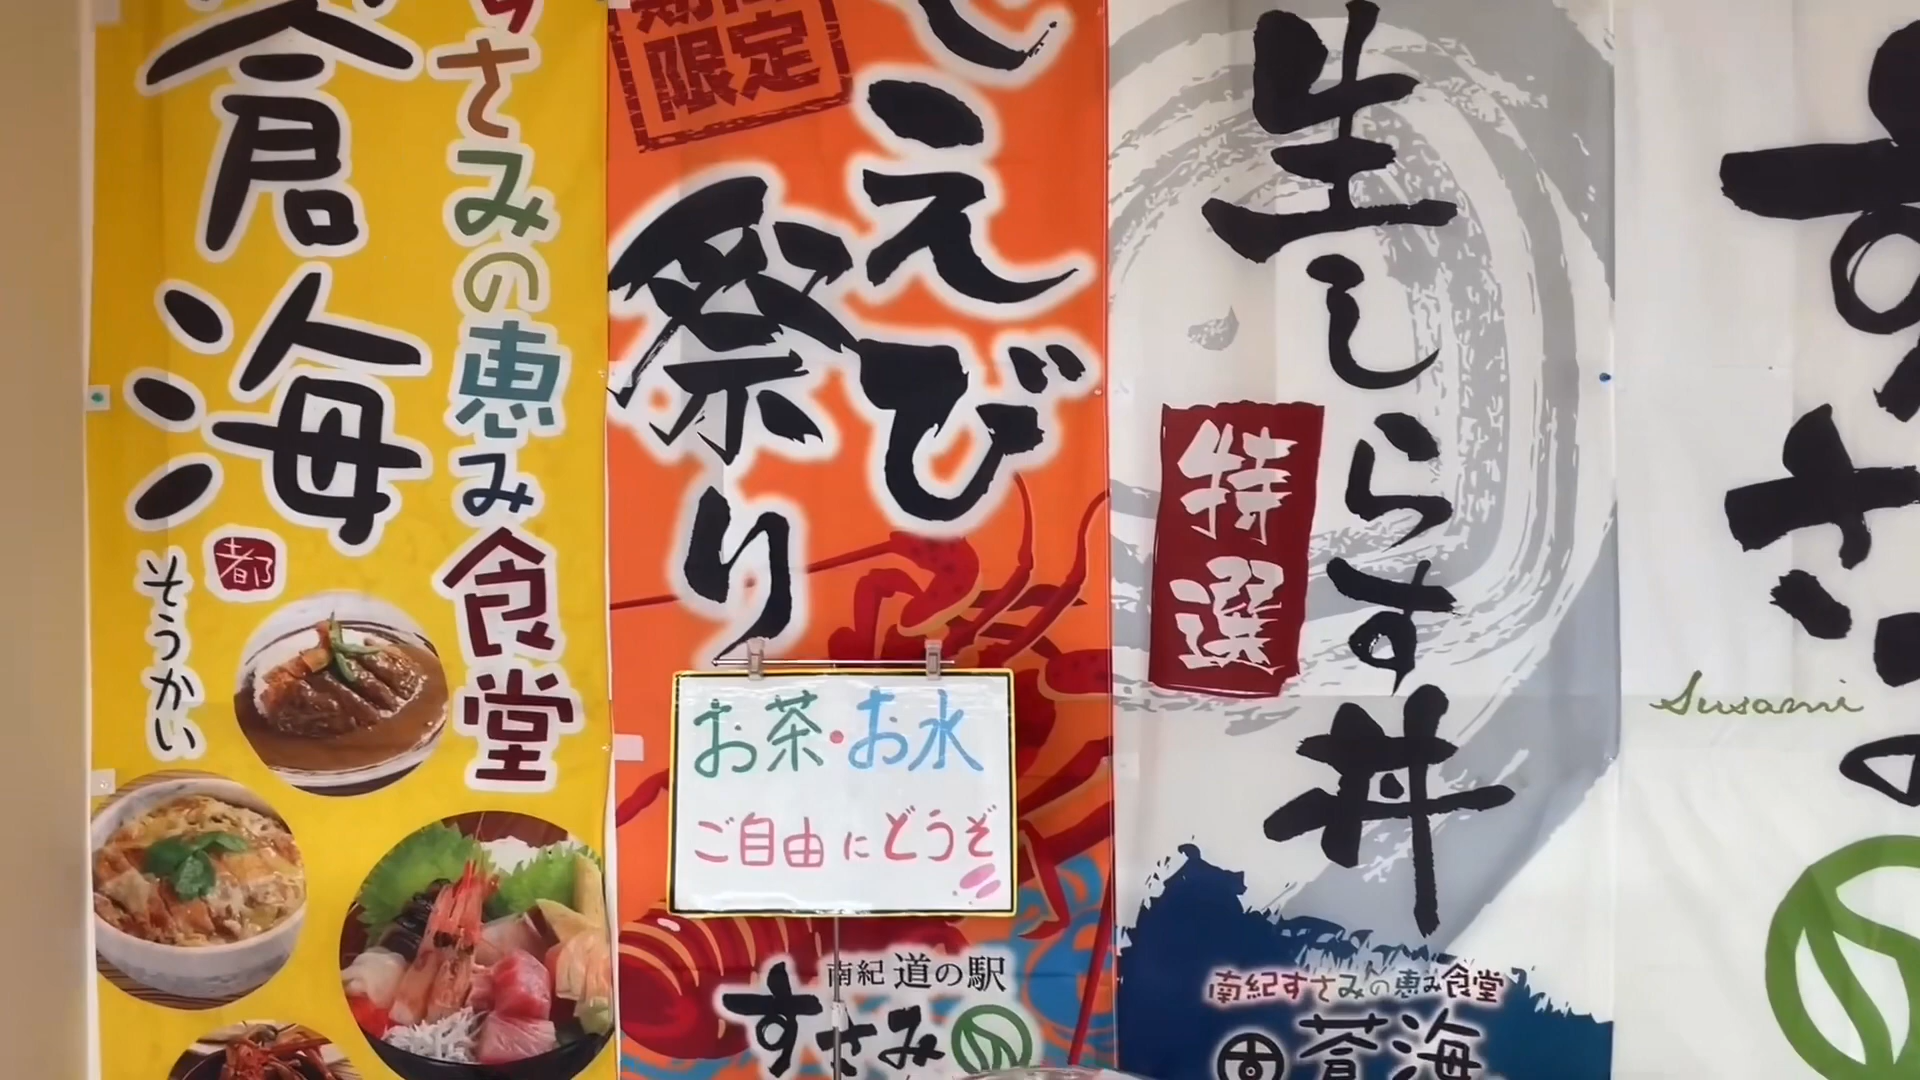 すさみの恵み食堂
蒼海
都
そうかい
限定
えび
祭り
お茶・お水
ご自由にどうぞ
南紀 道の駅
すさみ
生しらす丼
特選
南紀すさみの恵み食堂
蒼海
すさ
Susami